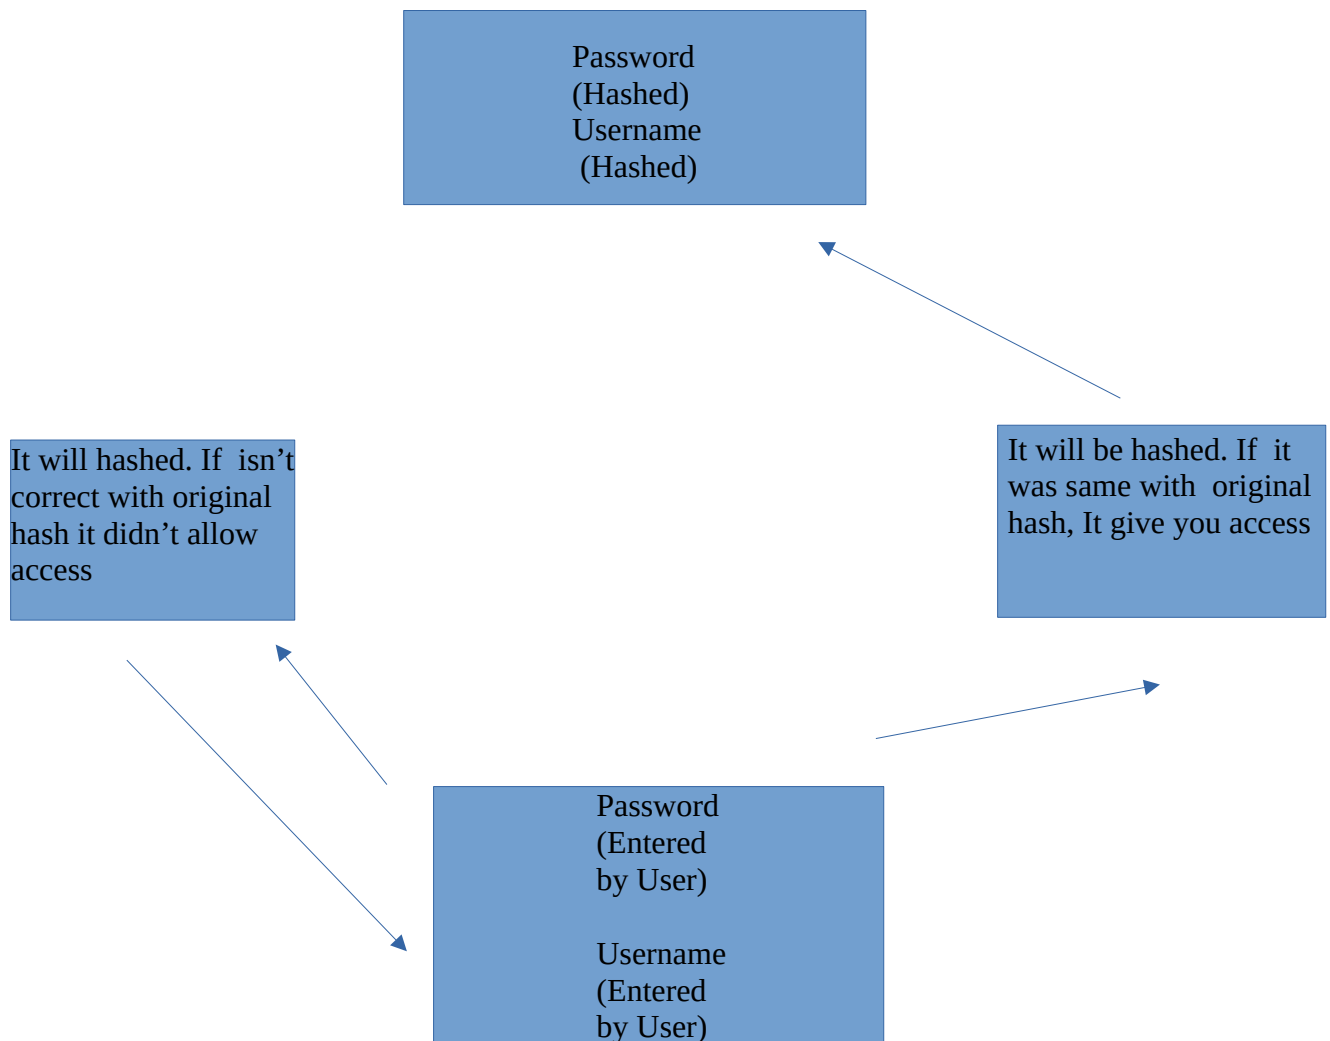 Password
(Hashed)
Username
(Hashed)
It will hashed. If  isn’t
correct with original
hash it didn’t allow
access
It will be hashed. If  it
was same with  original
hash, It give you access
Password
(Entered
by User)
Username
(Entered
by User)